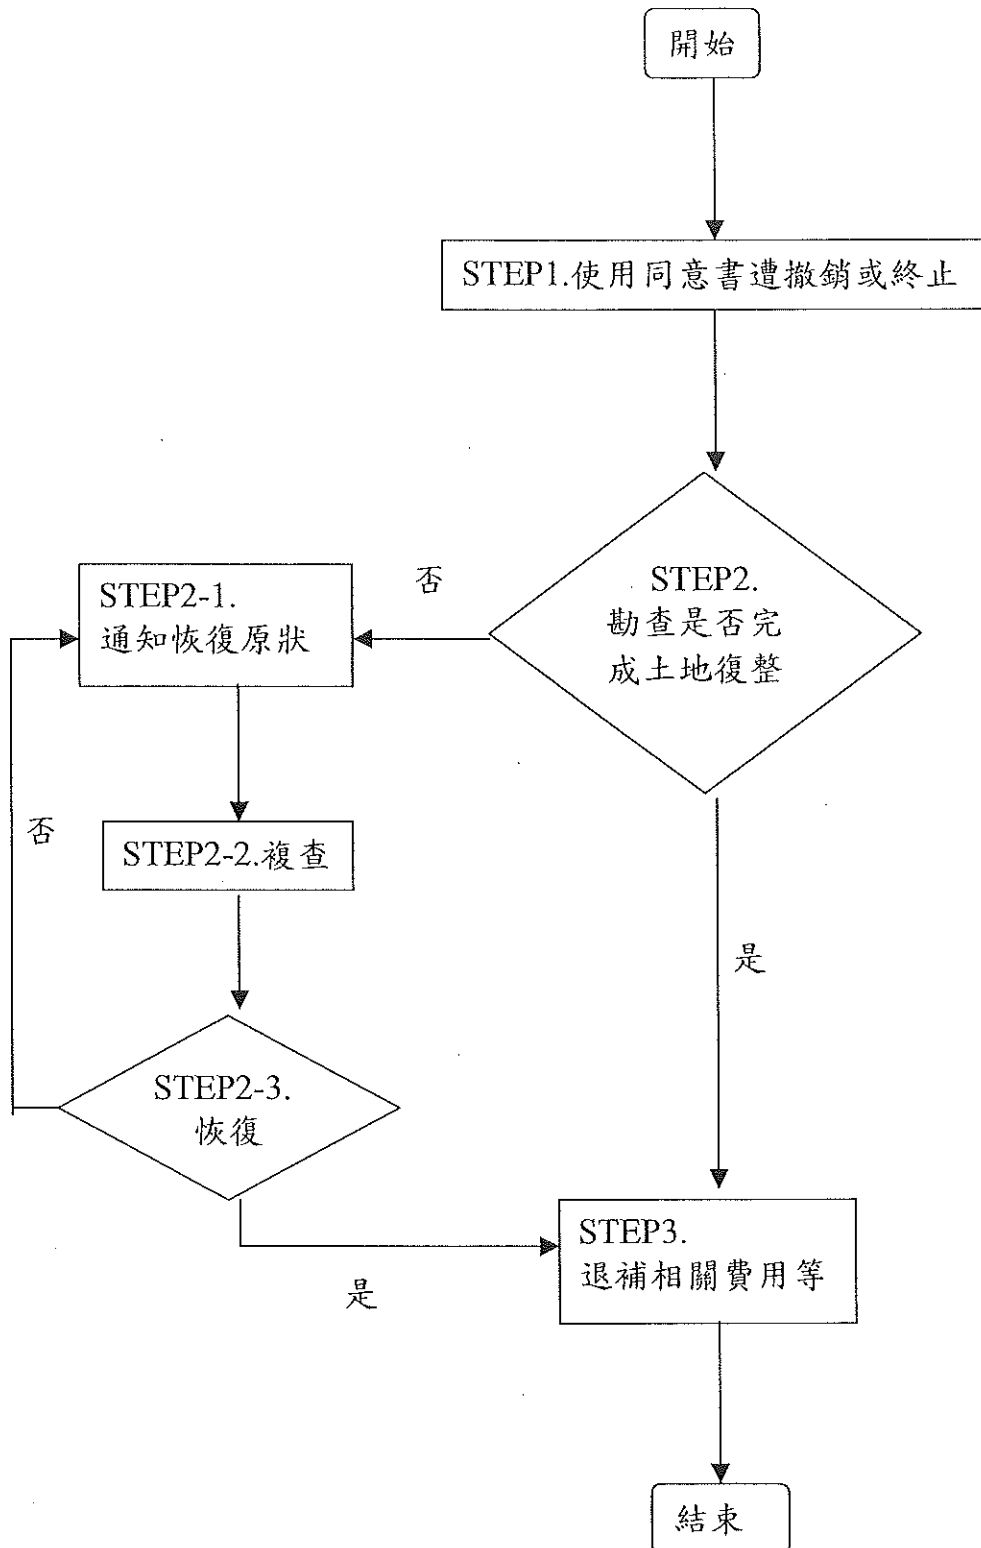 開始
STEP1.使用同意書遭撤銷或終止
STEP2.
勘查是否完
成土地復整
否
STEP2-1.
通知恢復原狀
否
STEP2-2.複查
是
STEP2-3.
恢復
是
STEP3.
退補相關費用等
結束